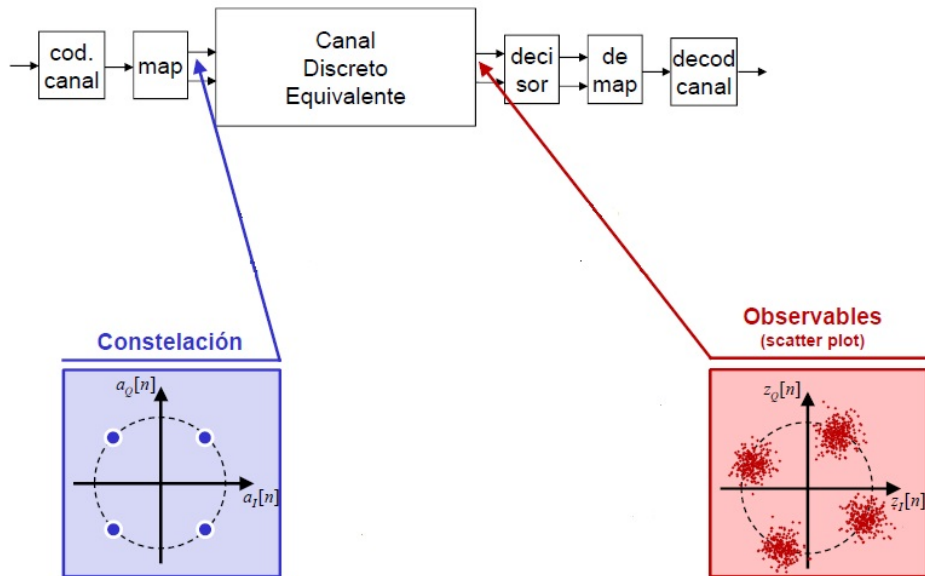 cod.
canal
map
Canal
Discreto
Equivalente
deci
sor
de
map
decod
canal
Constelación
Observables
(scatter plot)
a_Q[n]
a_I[n]
z_Q[n]
z_I[n]